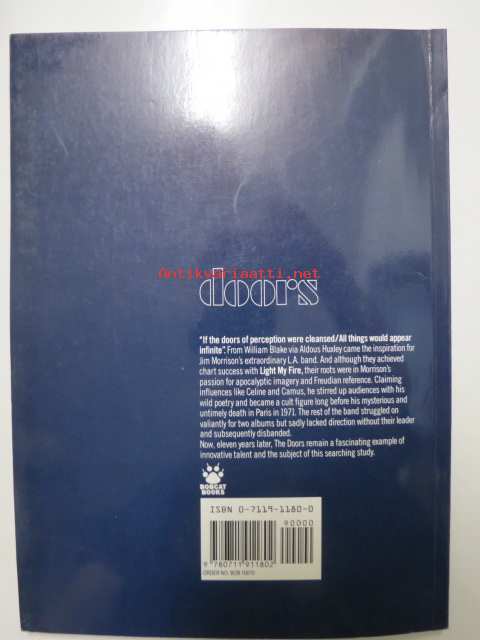 Antikvariaatti.net
doors
"If the doors of perception were cleansed/All things would appear
infinite". From William Blake via Aldous Huxley came the inspiration for
Jim Morrison's extraordinary L.A. band. And although they achieved
chart success with Light My Fire, their roots were in Morrison's
passion for apocalyptic imagery and Freudian reference. Claiming
influences like Celine and Camus, he stirred up audiences with his
wild poetry and became a cult figure long before his mysterious and
untimely death in Paris in 1971. The rest of the band struggled on
valiantly for two albums but sadly lacked direction without their leader
and subsequently disbanded.
Now, eleven years later, The Doors remain a fascinating example of
innovative talent and the subject of this searching study.
BOBCAT
BOOKS
ISBN 0-7119-1180-0
90000
9 780711 911802
ORDER NO.